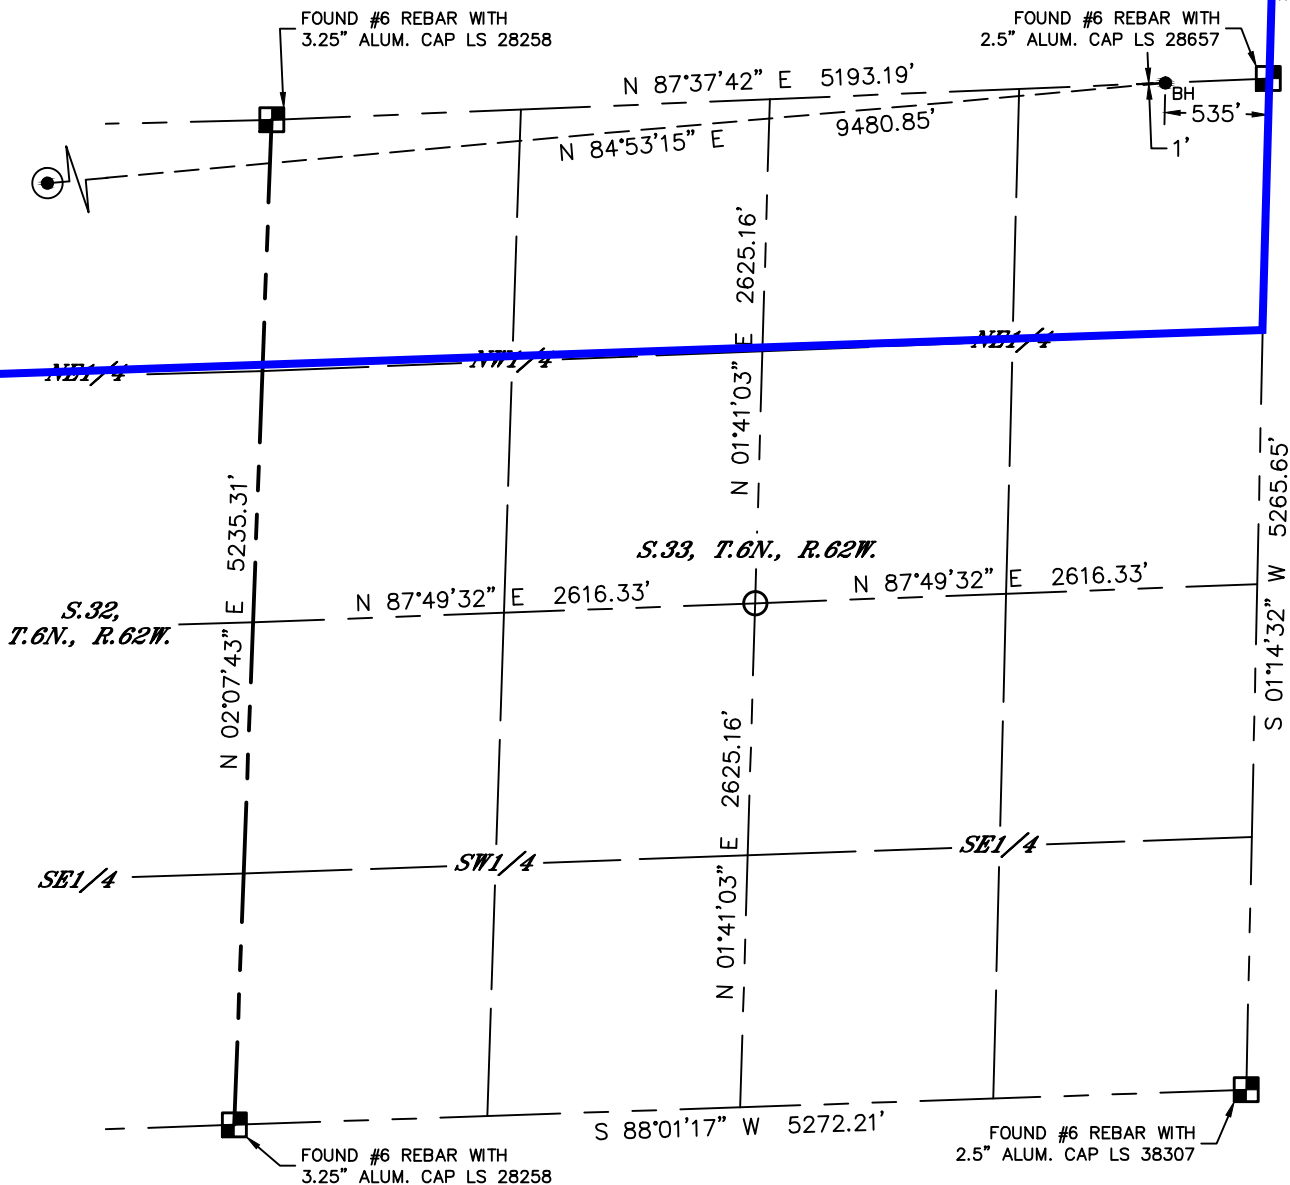 FOUND #6 REBAR WITH
3.25" ALUM. CAP LS 28258
FOUND #6 REBAR WITH
2.5" ALUM. CAP LS 28657
N 87°37'42" E 5193.19'
BH
535'
1'
N 84°53'15" E 9480.85'
N 01°41'03" E 2625.16'
NE1/4
NW1/4
NE1/4
N 02°07'43" E 5235.31'
S.33, T.6N., R.62W.
S 01°14'32" W 5265.65'
S.32,
T.6N., R.62W.
N 87°49'32" E 2616.33'
N 87°49'32" E 2616.33'
N 01°41'03" E 2625.16'
SE1/4
SW1/4
SE1/4
S 88°01'17" W 5272.21'
FOUND #6 REBAR WITH
3.25" ALUM. CAP LS 28258
FOUND #6 REBAR WITH
2.5" ALUM. CAP LS 38307